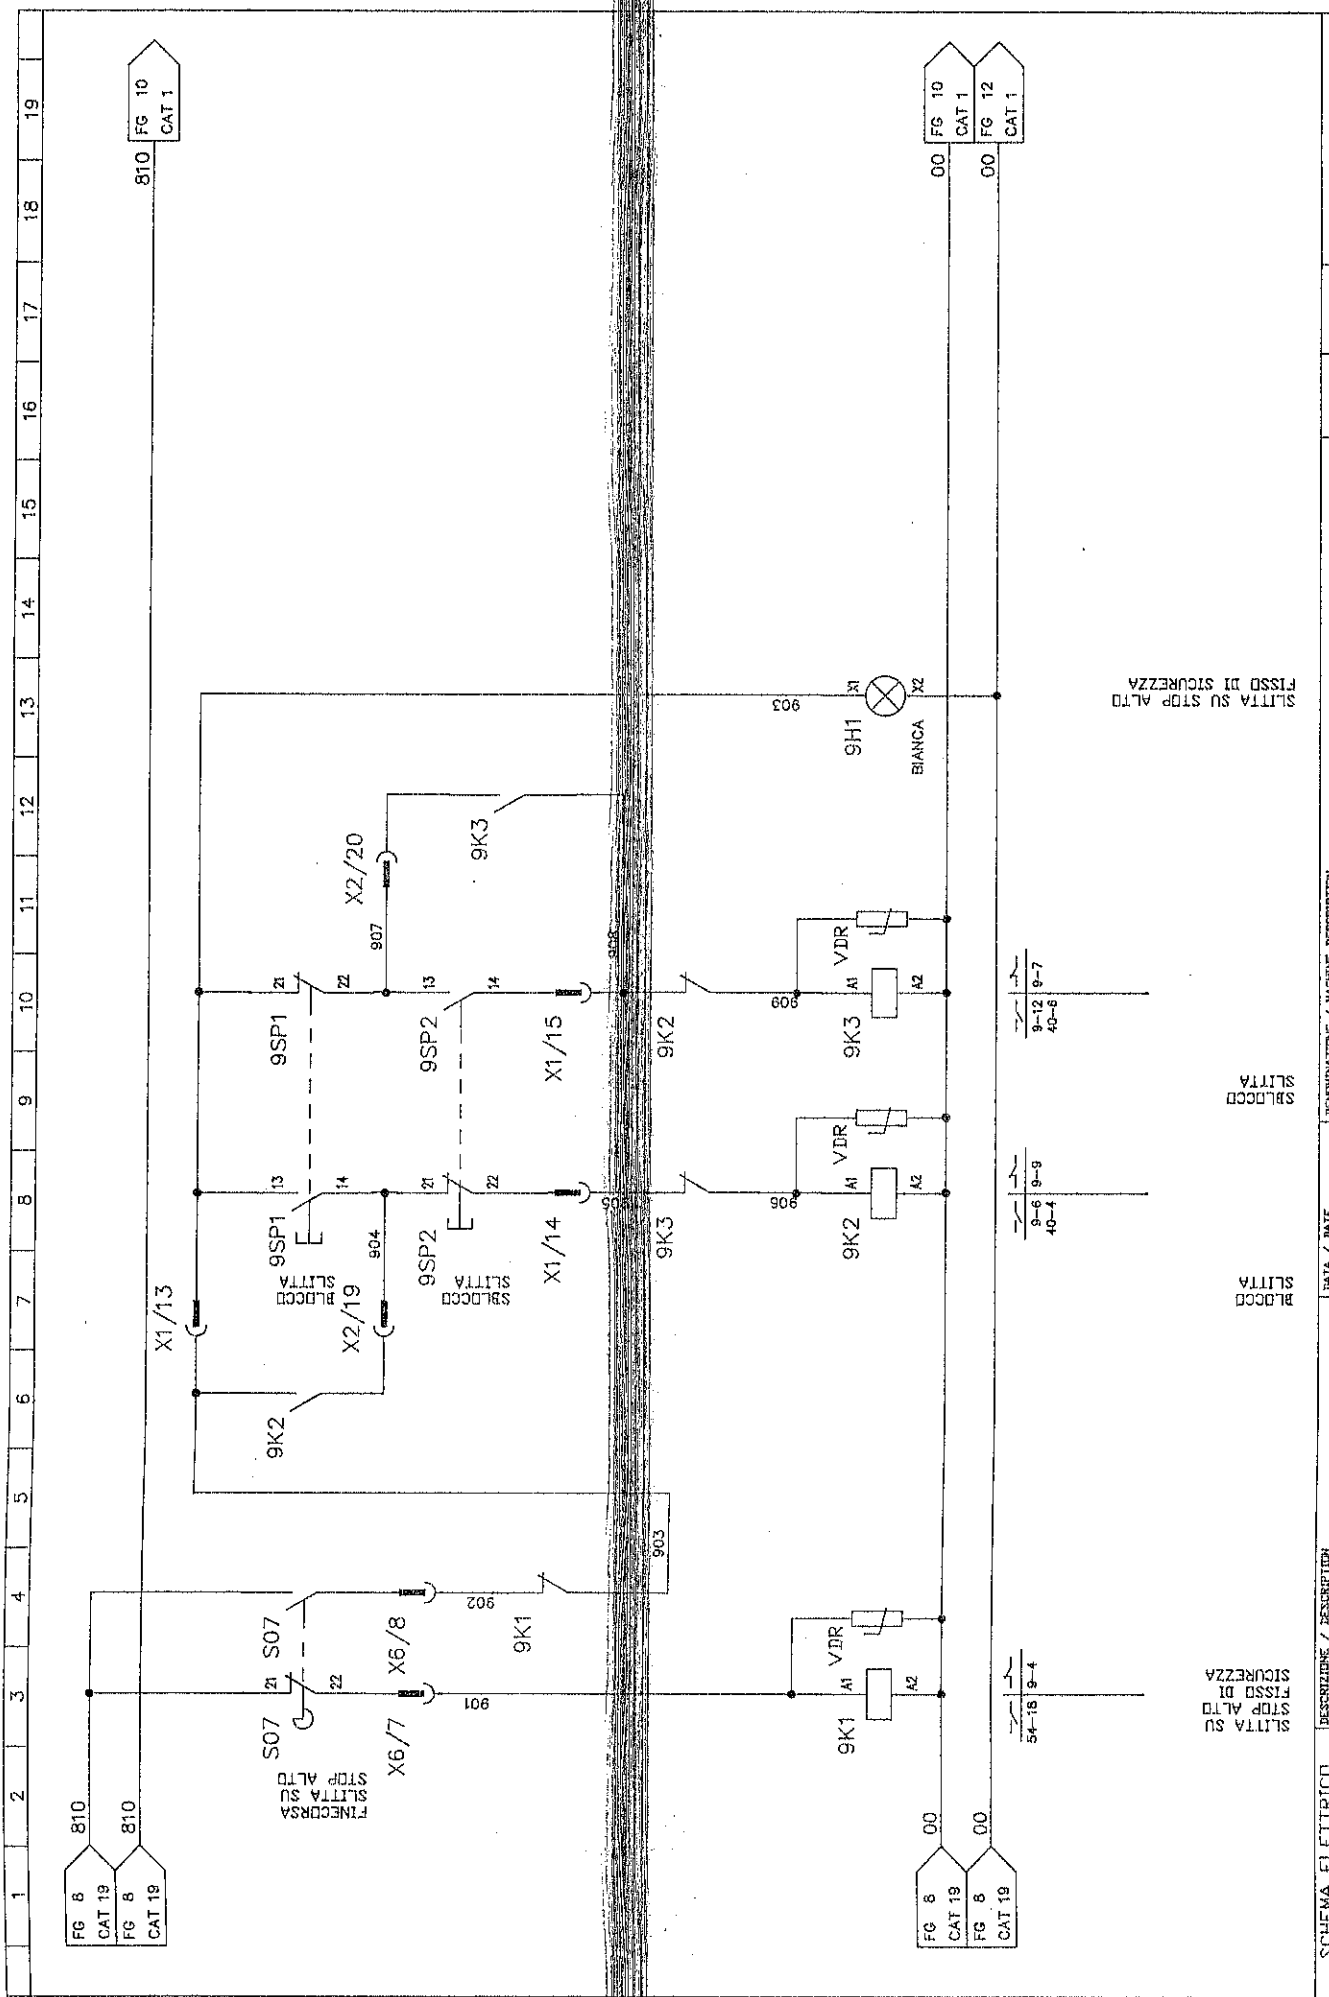 1 2 3 4 5 6 7 8 9 10 11 12 13 14 15 16 17 18 19
FG 8
CAT 19
810
FG 8
CAT 19
810
810
FG 10
CAT 1
X1/13
S07
21
22
S07
FINECORSA
SLITTA SU
STOP ALTO
X6/7
X6/8
901
902
9K1
903
9K2
9SP1
13
14
BLOCCO
SLITTA
X2/19
904
9SP2
21
22
SBLOCCO
SLITTA
X1/14
905
9K3
906
9SP1
21
22
907
X2/20
9SP2
13
14
X1/15
908
9K2
909
9K3
903
9K1
A1
A2
VDR
9K2
A1
A2
VDR
9K3
A1
A2
VDR
9H1
X1
X2
BIANCA
FG 8
CAT 19
00
FG 8
CAT 19
00
00
FG 10
CAT 1
00
FG 12
CAT 1
54-18
9-4
9-6
40-4
9-9
9-12
40-8
9-7
SLITTA SU
STOP ALTO
FISSO DI
SICUREZZA
BLOCCO
SLITTA
SBLOCCO
SLITTA
SLITTA SU STOP ALTO
FISSO DI SICUREZZA
SCHEMA ELETTRICO
DESCRIZIONE / DESCRIPTION
DATA / DATE